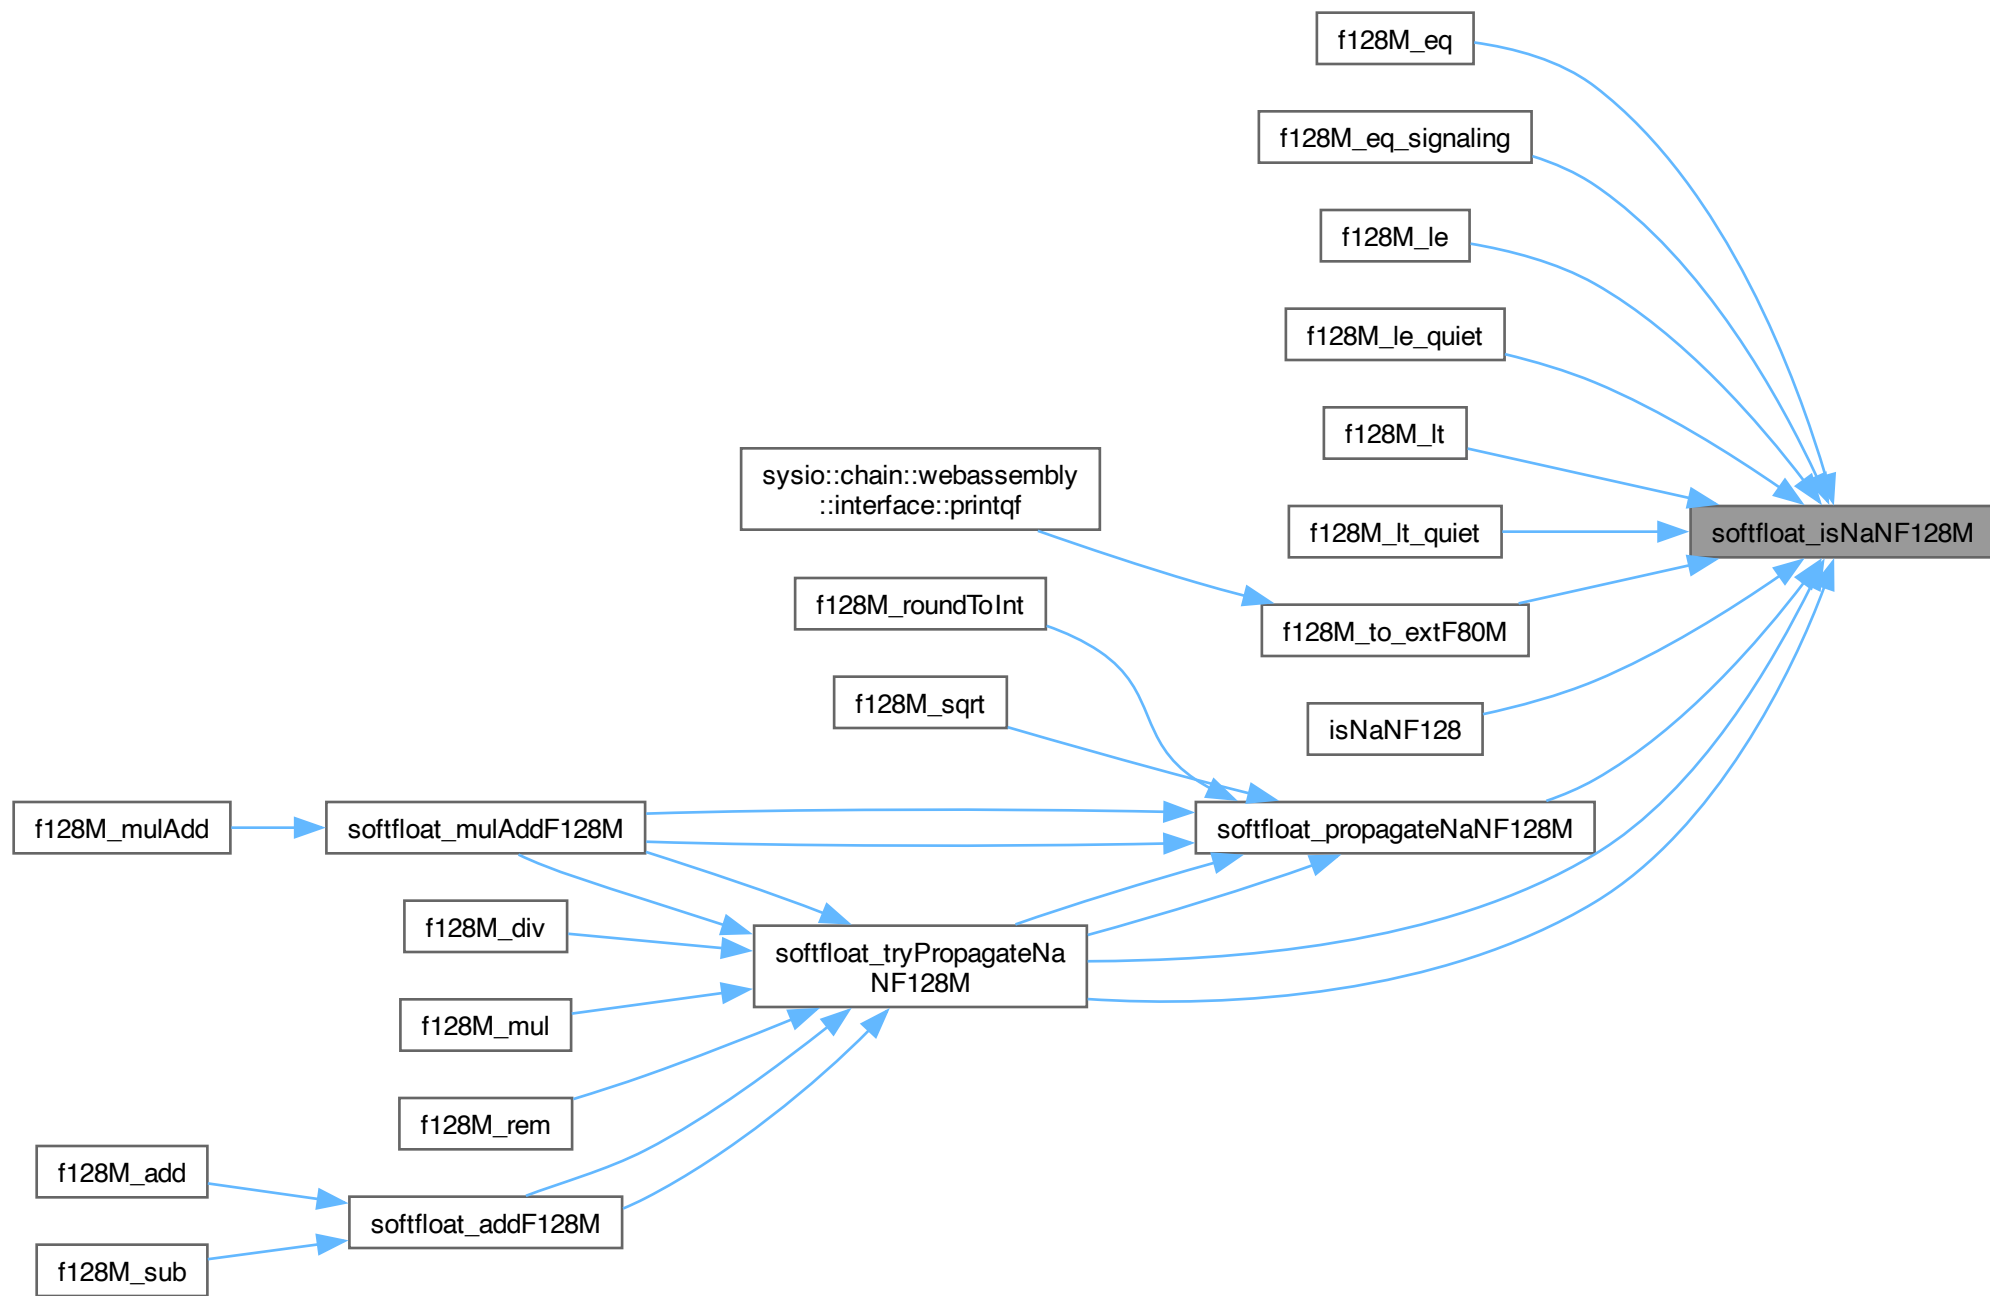 f128M_eq
f128M_eq_signaling
f128M_le
f128M_le_quiet
f128M_lt
sysio::chain::webassembly
::interface::printqf
f128M_lt_quiet
softfloat_isNaNF128M
f128M_roundToInt
f128M_to_extF80M
f128M_sqrt
isNaNF128
f128M_mulAdd
softfloat_mulAddF128M
softfloat_propagateNaNF128M
f128M_div
softfloat_tryPropagateNa
NF128M
f128M_mul
f128M_rem
f128M_add
softfloat_addF128M
f128M_sub